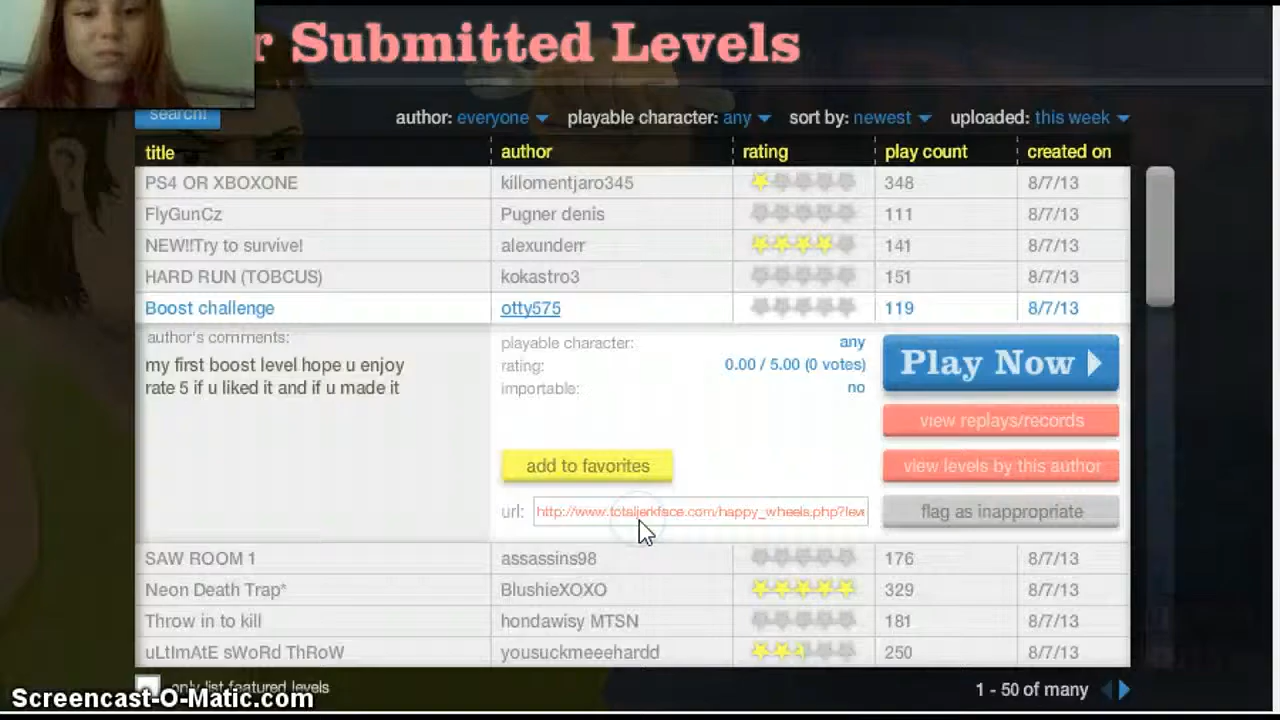 r Submitted Levels
search!
author: everyone playable character: any sort by: newest uploaded: this week
title author rating play count created on
PS4 OR XBOXONE killomentjaro345 348 8/7/13
FlyGunCz Pugner denis 111 8/7/13
NEW!!Try to survive! alexunderr 141 8/7/13
HARD RUN (TOBCUS) kokastro3 151 8/7/13
Boost challenge otty575 119 8/7/13
author's comments:
my first boost level hope u enjoy
rate 5 if u liked it and if u made it
playable character: any
rating: 0.00 / 5.00 (0 votes)
importable: no
add to favorites
url: http://www.totaljerkface.com/happy_wheels.php?lev
Play Now
view replays/records
view levels by this author
flag as inappropriate
SAW ROOM 1 assassins98 176 8/7/13
Neon Death Trap* BlushieXOXO 329 8/7/13
Throw in to kill hondawisy MTSN 181 8/7/13
uLtImAtE sWoRd ThRoW yousuckmeeehardd 250 8/7/13
only list featured levels
1 - 50 of many
Screencast-O-Matic.com